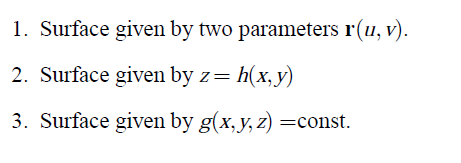 1. Surface given by two parameters r(u, v).
2. Surface given by z = h(x, y)
3. Surface given by g(x, y, z) =const.